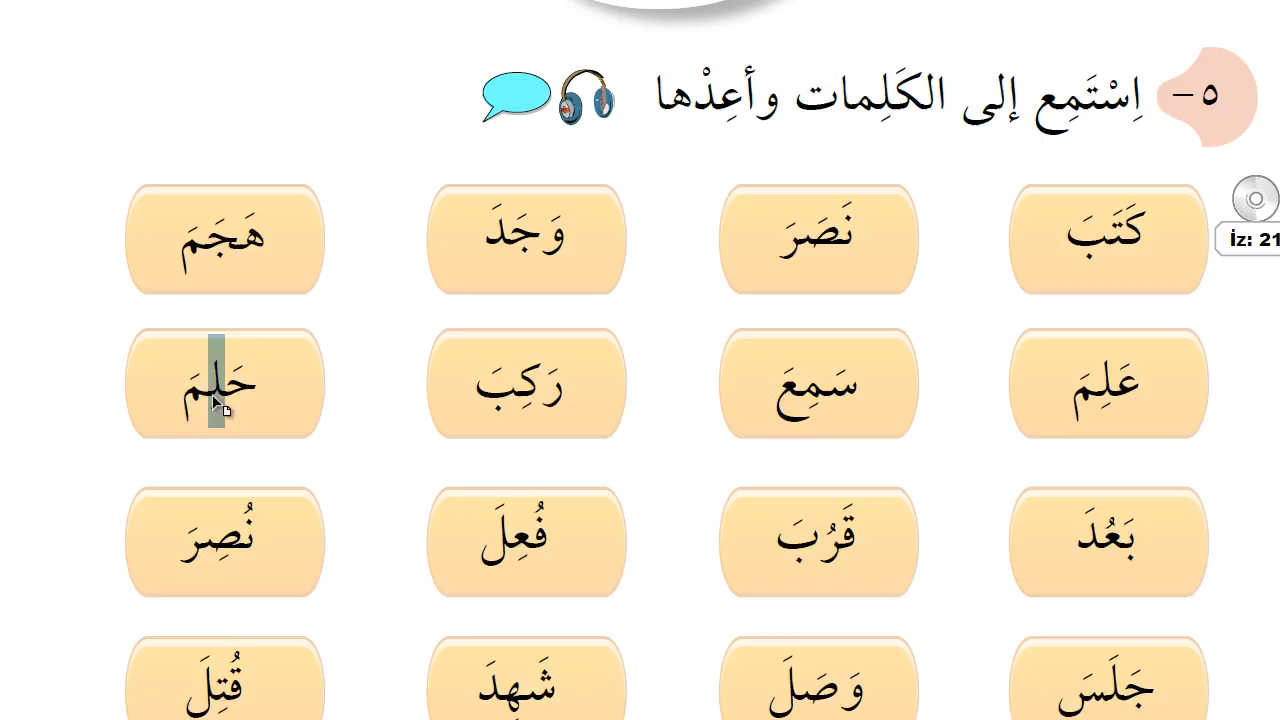 ٥- اِسْتَمِع إلى الكَلِمات وأعِدْها
كَتَبَ نَصَرَ وَجَدَ هَجَمَ
İz: 21
عَلِمَ سَمِعَ رَكِبَ حَلِمَ
بَعُدَ قَرُبَ فُعِلَ نُصِرَ
جَلَسَ وَصَلَ شَهِدَ قُتِلَ